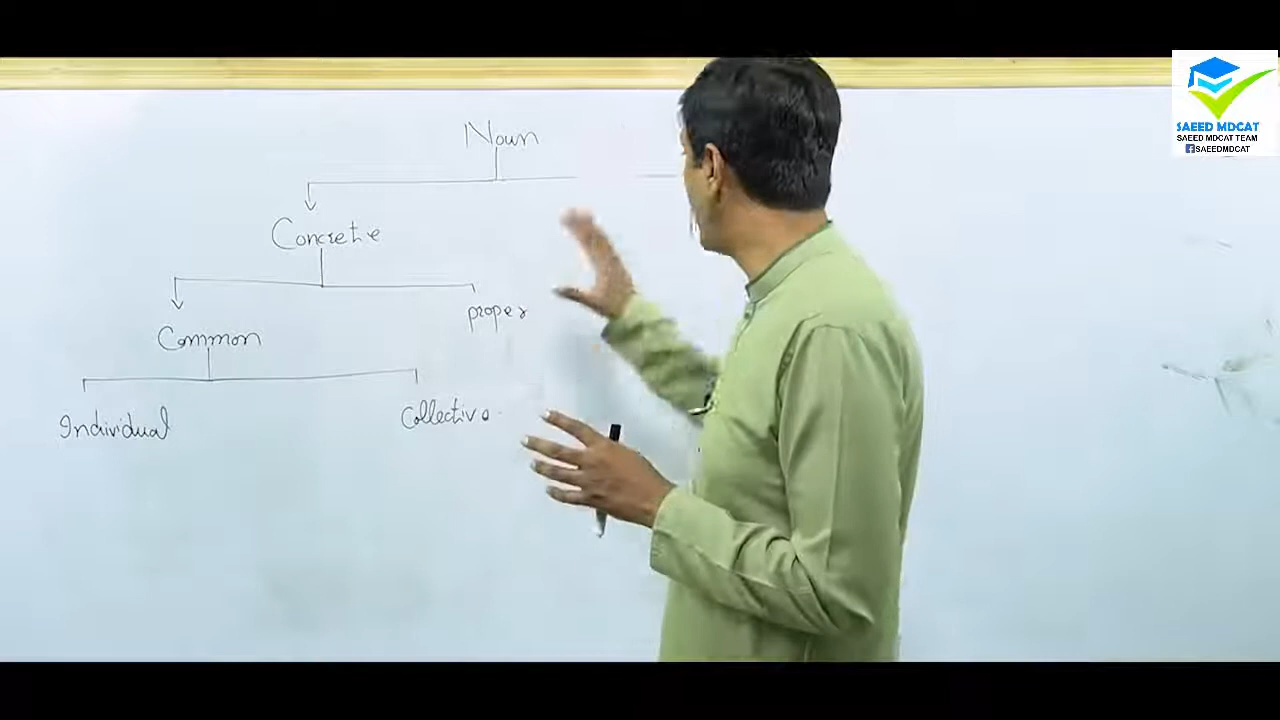 Noun
Concrete
Common
proper
Individual
Collective
SAEED MDCAT
SAEED MDCAT TEAM
SAEEDMDCAT